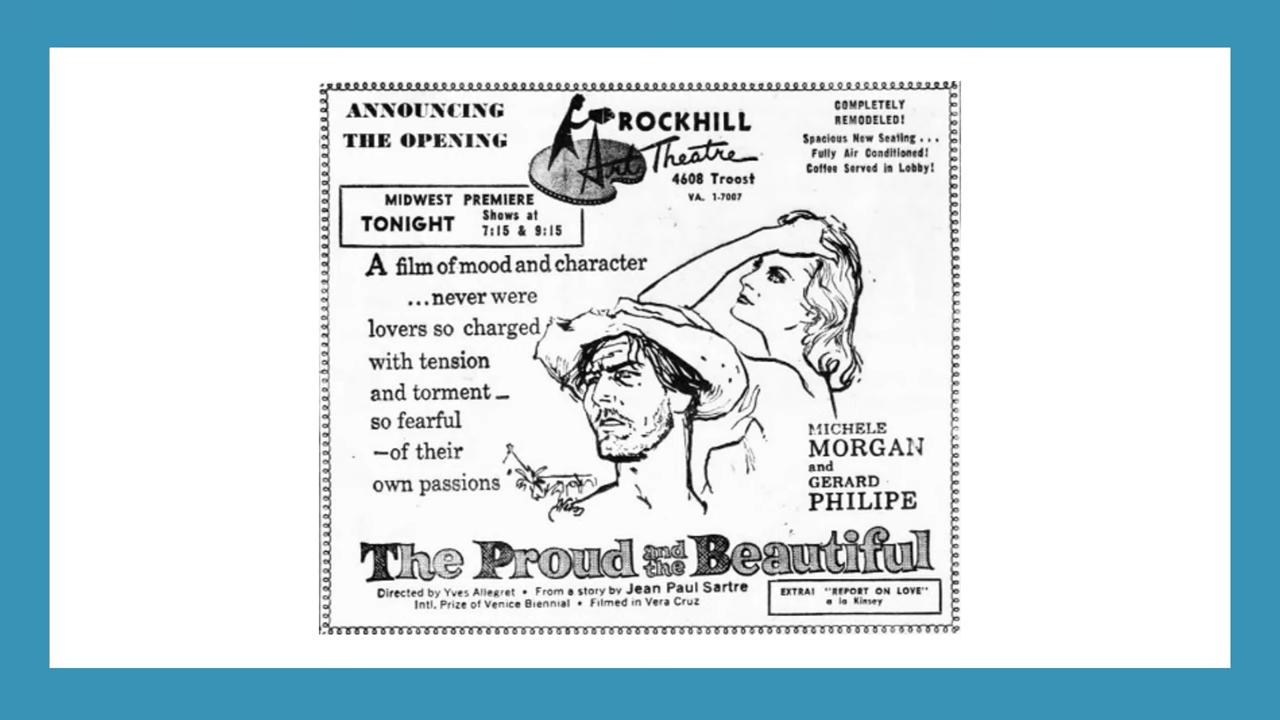 ANNOUNCING
THE OPENING
ROCKHILL
Art Theatre
4608 Troost
VA. 1-7007
COMPLETELY
REMODELED!
Spacious New Seating...
Fully Air Conditioned!
Coffee Served in Lobby!
MIDWEST PREMIERE
TONIGHT
Shows at
7:15 & 9:15
A film of mood and character
...never were
lovers so charged
with tension
and torment—
so fearful
—of their
own passions
MICHELE
MORGAN
and
GERARD
PHILIPE
The Proud and the Beautiful
Directed by Yves Allegret • From a story by Jean Paul Sartre
Intl. Prize of Venice Biennial • Filmed in Vera Cruz
EXTRA! "REPORT ON LOVE"
a la Kinsey